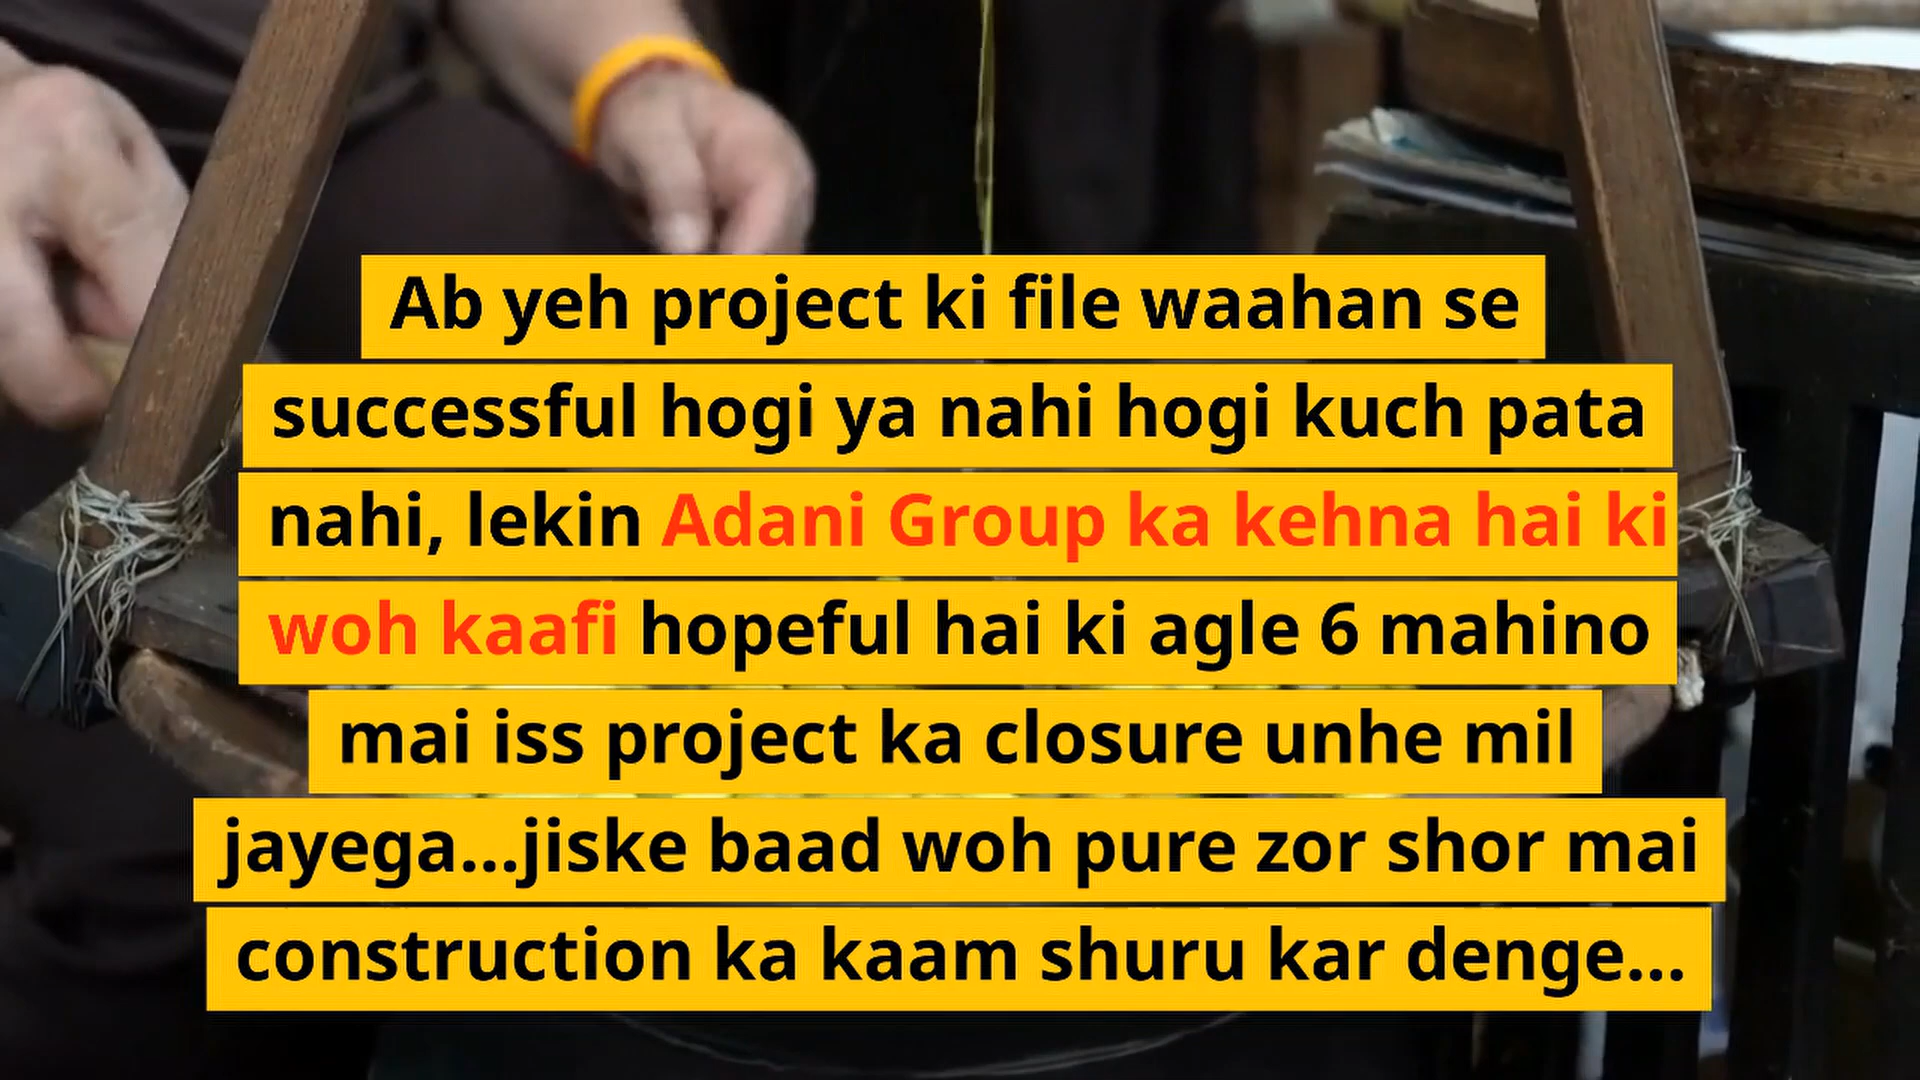 Ab yeh project ki file waahan se
successful hogi ya nahi hogi kuch pata
nahi, lekin Adani Group ka kehna hai ki
woh kaafi hopeful hai ki agle 6 mahino
mai iss project ka closure unhe mil
jayega...jiske baad woh pure zor shor mai
construction ka kaam shuru kar denge...